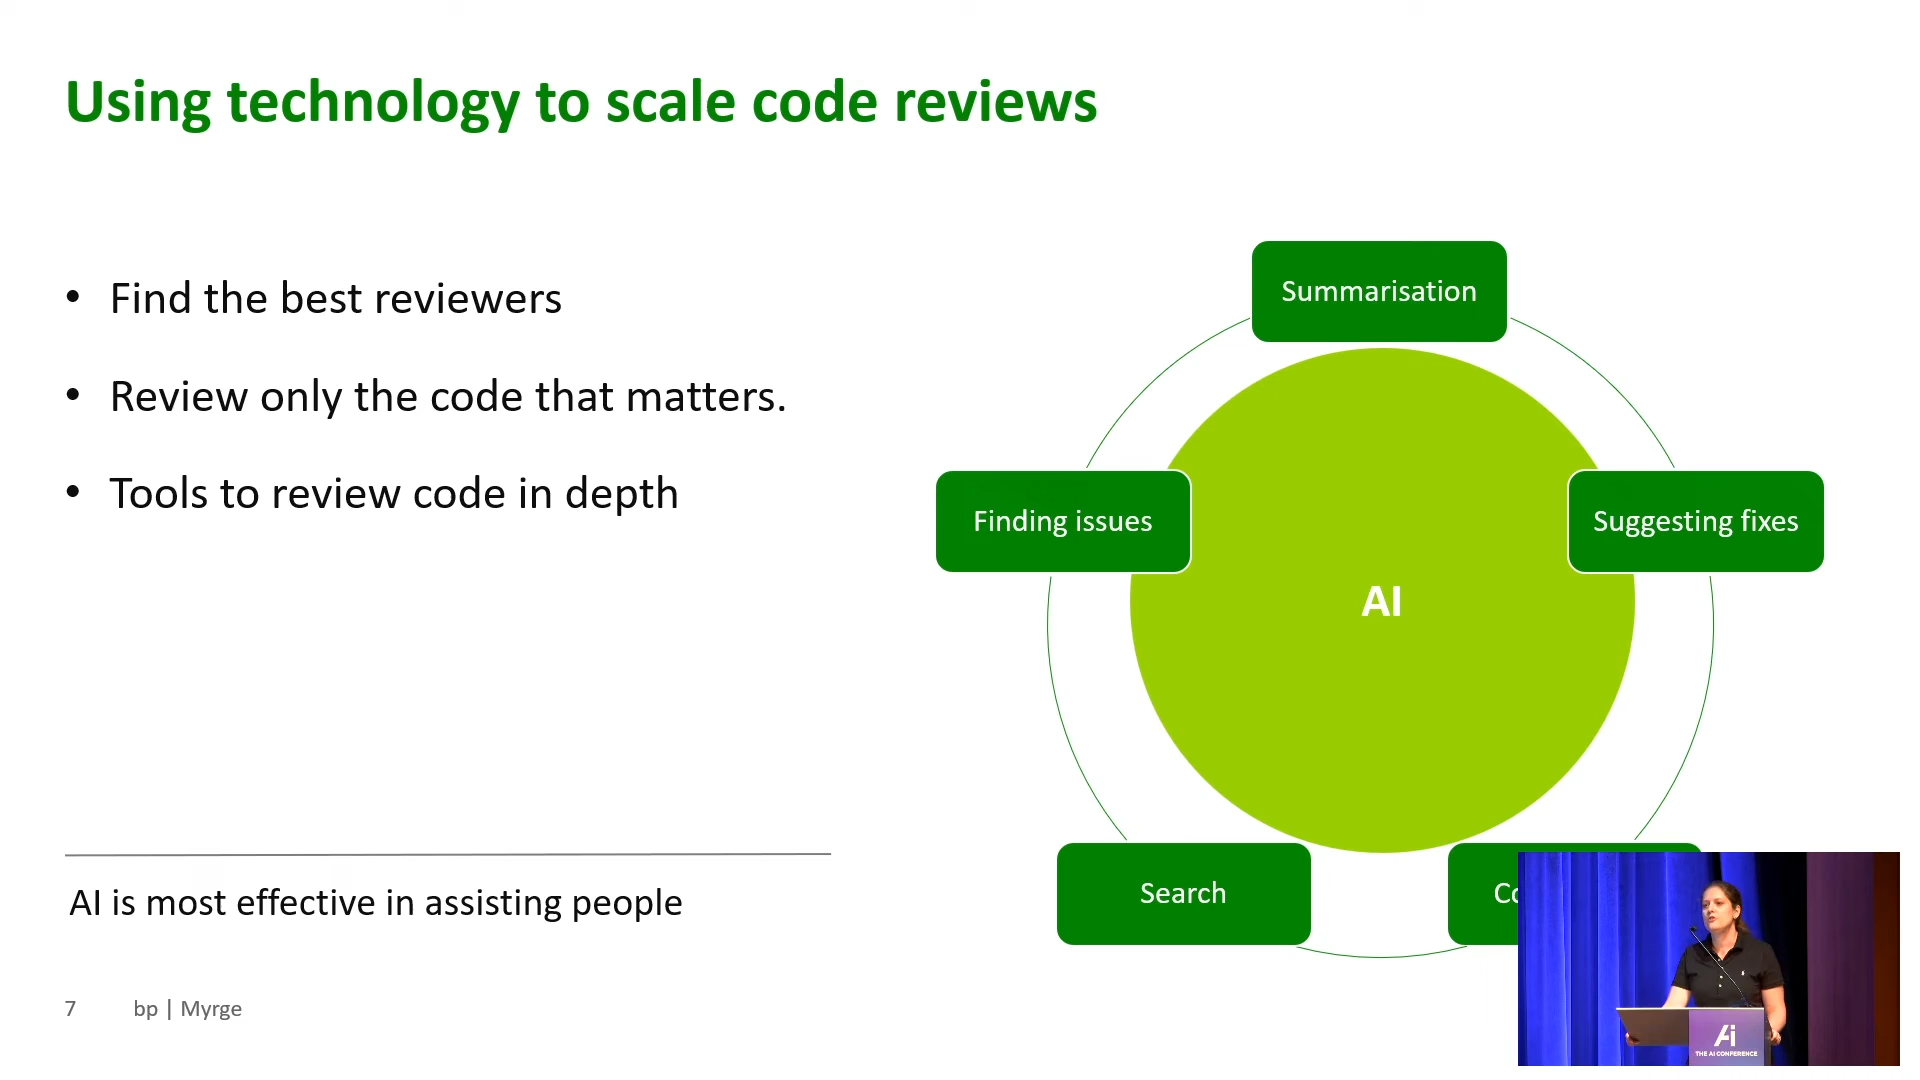 Using technology to scale code reviews
• Find the best reviewers
• Review only the code that matters.
• Tools to review code in depth
Summarisation
Finding issues
Suggesting fixes
AI
Search
AI is most effective in assisting people
7 bp | Myrge
Ai
THE AI CONFERENCE